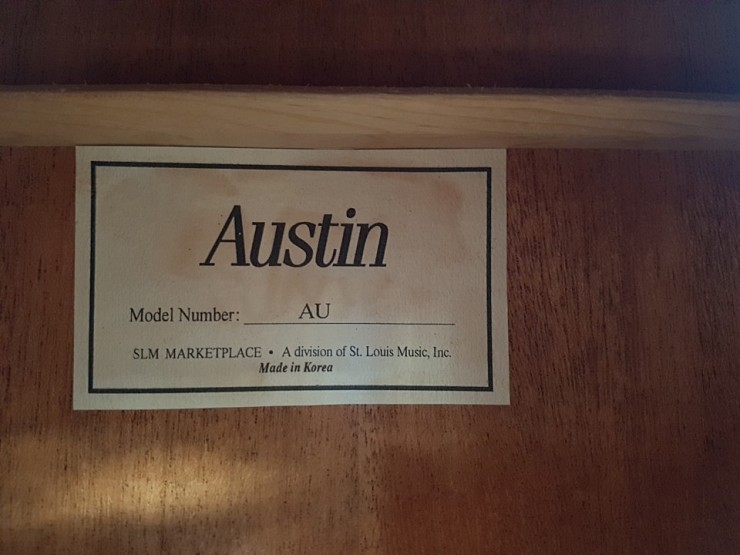 Austin
Model Number: AU
SLM MARKETPLACE • A division of St. Louis Music, Inc.
Made in Korea